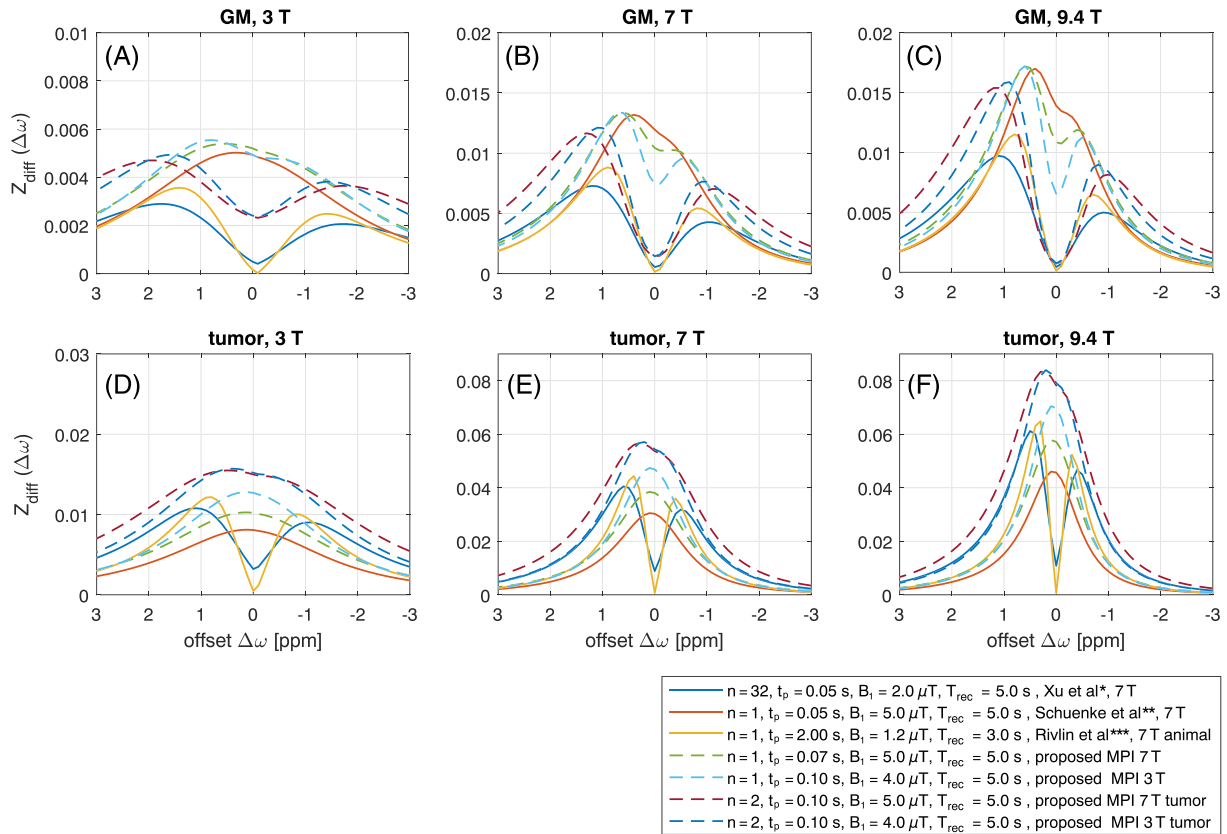 GM, 3 T
GM, 7 T
GM, 9.4 T
(A)
(B)
(C)
0.01
0.008
0.006
0.004
0.002
0
0.02
0.015
0.01
0.005
0
0.02
0.015
0.01
0.005
0
Z_diff (Δω)
3 2 1 0 -1 -2 -3
3 2 1 0 -1 -2 -3
3 2 1 0 -1 -2 -3
tumor, 3 T
tumor, 7 T
tumor, 9.4 T
(D)
(E)
(F)
0.03
0.02
0.01
0
0.08
0.06
0.04
0.02
0
0.08
0.06
0.04
0.02
0
Z_diff (Δω)
3 2 1 0 -1 -2 -3
3 2 1 0 -1 -2 -3
3 2 1 0 -1 -2 -3
offset Δω [ppm]
offset Δω [ppm]
offset Δω [ppm]
n = 32, t_p = 0.05 s, B_1 = 2.0 μT, T_rec = 5.0 s , Xu et al*, 7 T
n = 1, t_p = 0.05 s, B_1 = 5.0 μT, T_rec = 5.0 s , Schuenke et al**, 7 T
n = 1, t_p = 2.00 s, B_1 = 1.2 μT, T_rec = 3.0 s , Rivlin et al***, 7 T animal
n = 1, t_p = 0.07 s, B_1 = 5.0 μT, T_rec = 5.0 s , proposed MPI 7 T
n = 1, t_p = 0.10 s, B_1 = 4.0 μT, T_rec = 5.0 s , proposed MPI 3 T
n = 2, t_p = 0.10 s, B_1 = 5.0 μT, T_rec = 5.0 s , proposed MPI 7 T tumor
n = 2, t_p = 0.10 s, B_1 = 4.0 μT, T_rec = 5.0 s , proposed MPI 3 T tumor